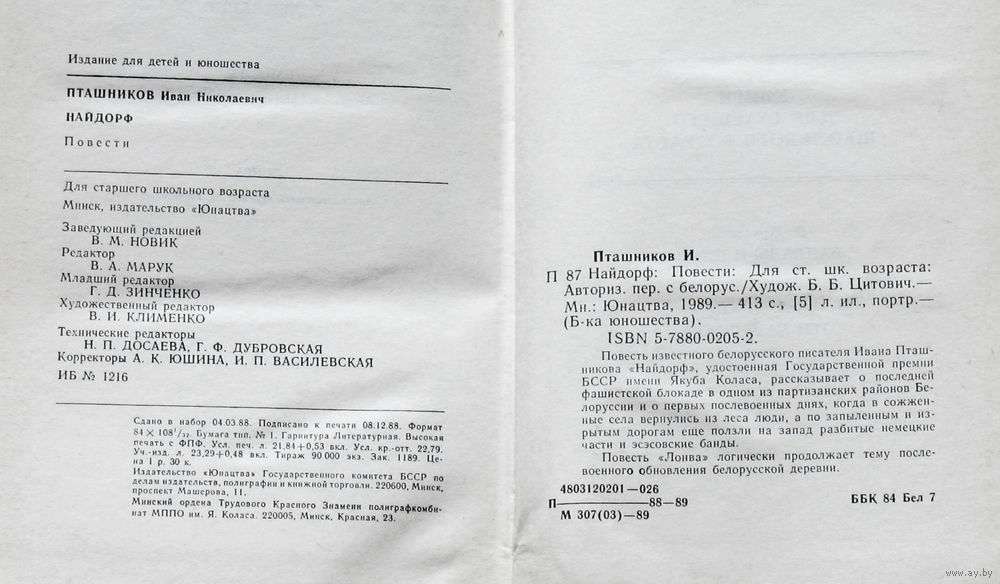 Издание для детей и юношества
ПТАШНИКОВ Иван Николаевич
НАЙДОРФ
Повести
Для старшего школьного возраста
Минск, издательство «Юнацтва»
Заведующий редакцией
В. М. НОВИК
Редактор
В. А. МАРУК
Младший редактор
Г. Д. ЗИНЧЕНКО
Художественный редактор
В. И. КЛИМЕНКО
Технические редакторы
Н. П. ДОСАЕВА, Г. Ф. ДУБРОВСКАЯ
Корректоры А. К. ЮШИНА, И. П. ВАСИЛЕВСКАЯ
ИБ № 1216
Сдано в набор 04.03.88. Подписано к печати 08.12.88. Формат
84 × 108¹/₃₂. Бумага тип. № 1. Гарнитура Литературная. Высокая
печать с ФПФ. Усл. печ. л. 21,84+0,53 вкл. Усл. кр.-отт. 22,79.
Уч.-изд. л. 23,29+0,48 вкл. Тираж 90 000 экз. Зак. 1189. Це-
на 1 р. 30 к.
Издательство «Юнацтва» Государственного комитета БССР по
делам издательств, полиграфии и книжной торговли. 220600, Минск,
проспект Машерова, 11.
Минский ордена Трудового Красного Знамени полиграфкомби-
нат МППО им. Я. Коласа. 220005, Минск, Красная, 23.
Пташников И.
П 87 Найдорф: Повести: Для ст. шк. возраста:
Авториз. пер. с белорус./Худож. Б. Б. Цитович.—
Мн.: Юнацтва, 1989.— 413 с., [5] л. ил., портр.—
(Б-ка юношества).
ISBN 5-7880-0205-2.
Повесть известного белорусского писателя Ивана Пташ-
никова «Найдорф», удостоенная Государственной премии
БССР имени Якуба Коласа, рассказывает о последней
фашистской блокаде в одном из партизанских районов Бе-
лоруссии и о первых послевоенных днях, когда в сожжен-
ные села вернулись из леса люди, а по запыленным и из-
рытым дорогам еще ползли на запад разбитые немецкие
части и эсэсовские банды.
Повесть «Лонва» логически продолжает тему после-
военного обновления белорусской деревни.
4803120201—026
П——88—89
М 307(03)—89
ББК 84 Бел 7
www.ay.by